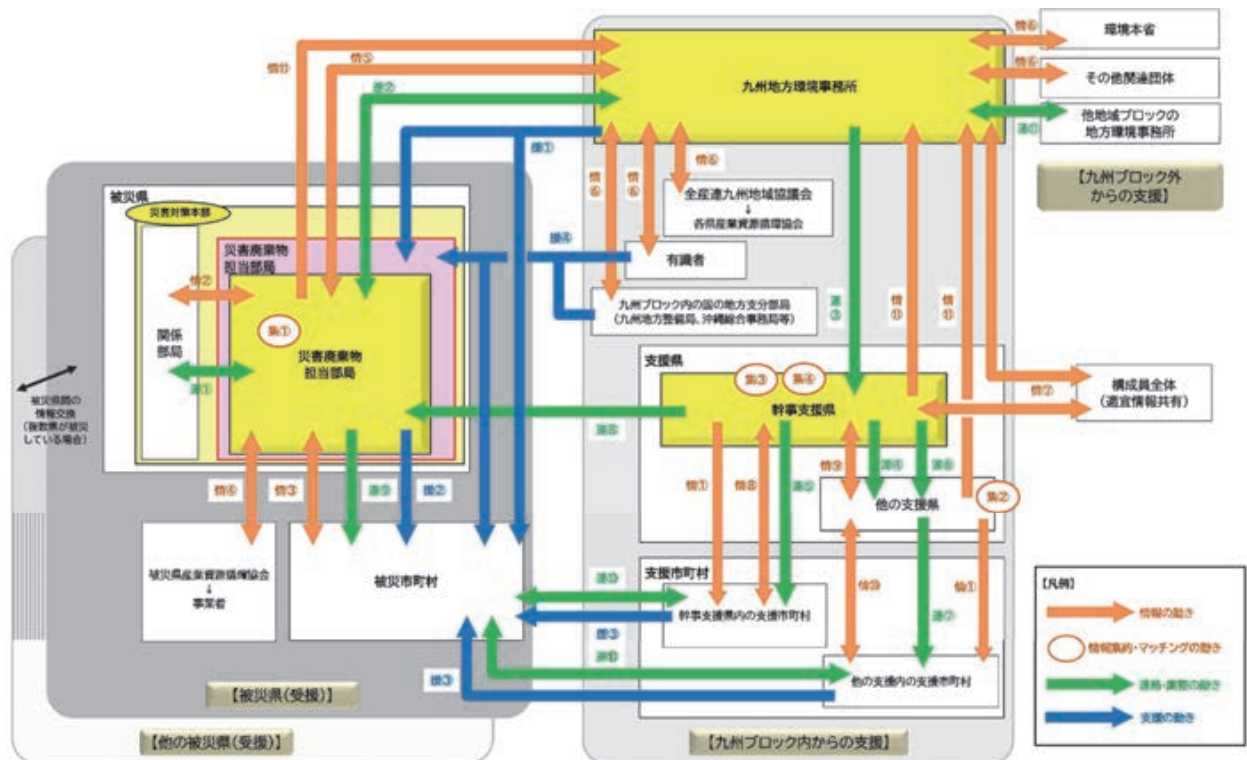 環境本省
その他関連団体
他地域ブロックの
地方環境事務所
【九州ブロック外
からの支援】
九州地方環境事務所
情⑪
情⑤
連②
援①
情⑥
情⑥
情⑥
情⑥
情⑥
連⑪
全産連九州地域協議会
↓
各県産業資源循環協会
有識者
援④
九州ブロック内の国の地方支分部局
(九州地方整備局、沖縄総合事務局等)
連③
情⑪
情⑪
被災県
災害対策本部
災害廃棄物
担当部局
情②
集①
関係
部局
災害廃棄物
担当部局
連①
被災県間の
情報交換
(複数県が被災
している場合)
支援県
集③
集④
幹事支援県
連⑧
情⑦
構成員全体
(適宜情報共有)
情④
情③
連⑨
援②
情①
情⑧
連⑤
情⑨
連④
連⑥
他の支援県
集②
被災県産業資源循環協会
↓
事業者
被災市町村
支援市町村
連⑩
援③
幹事支援県内の支援市町村
情⑩
連⑦
情①
連⑩
援③
他の支援内の支援市町村
【被災県(受援)】
【他の被災県(受援)】
【九州ブロック内からの支援】
【凡例】
情報の動き
情報集約・マッチングの動き
連絡・調整の動き
支援の動き